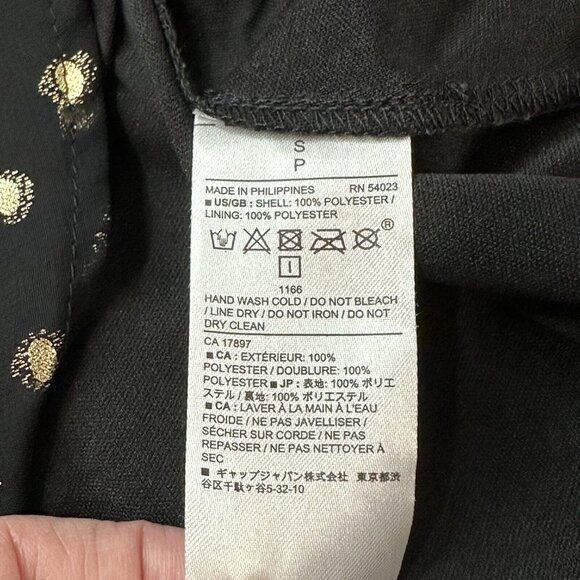 S
P
MADE IN PHILIPPINES RN 54023
■ US/GB : SHELL: 100% POLYESTER /
LINING: 100% POLYESTER
®
1166
HAND WASH COLD / DO NOT BLEACH
/ LINE DRY / DO NOT IRON / DO NOT
DRY CLEAN
CA 17897
■ CA : EXTÉRIEUR: 100%
POLYESTER / DOUBLURE: 100%
POLYESTER ■ JP : 表地: 100% ポリエ
ステル / 裏地: 100% ポリエステル
■ CA : LAVER À LA MAIN À L'EAU
FROIDE / NE PAS JAVELLISER /
SÉCHER SUR CORDE / NE PAS
REPASSER / NE PAS NETTOYER À
SEC
■ ギャップジャパン株式会社 東京都渋
谷区千駄ヶ谷5-32-10